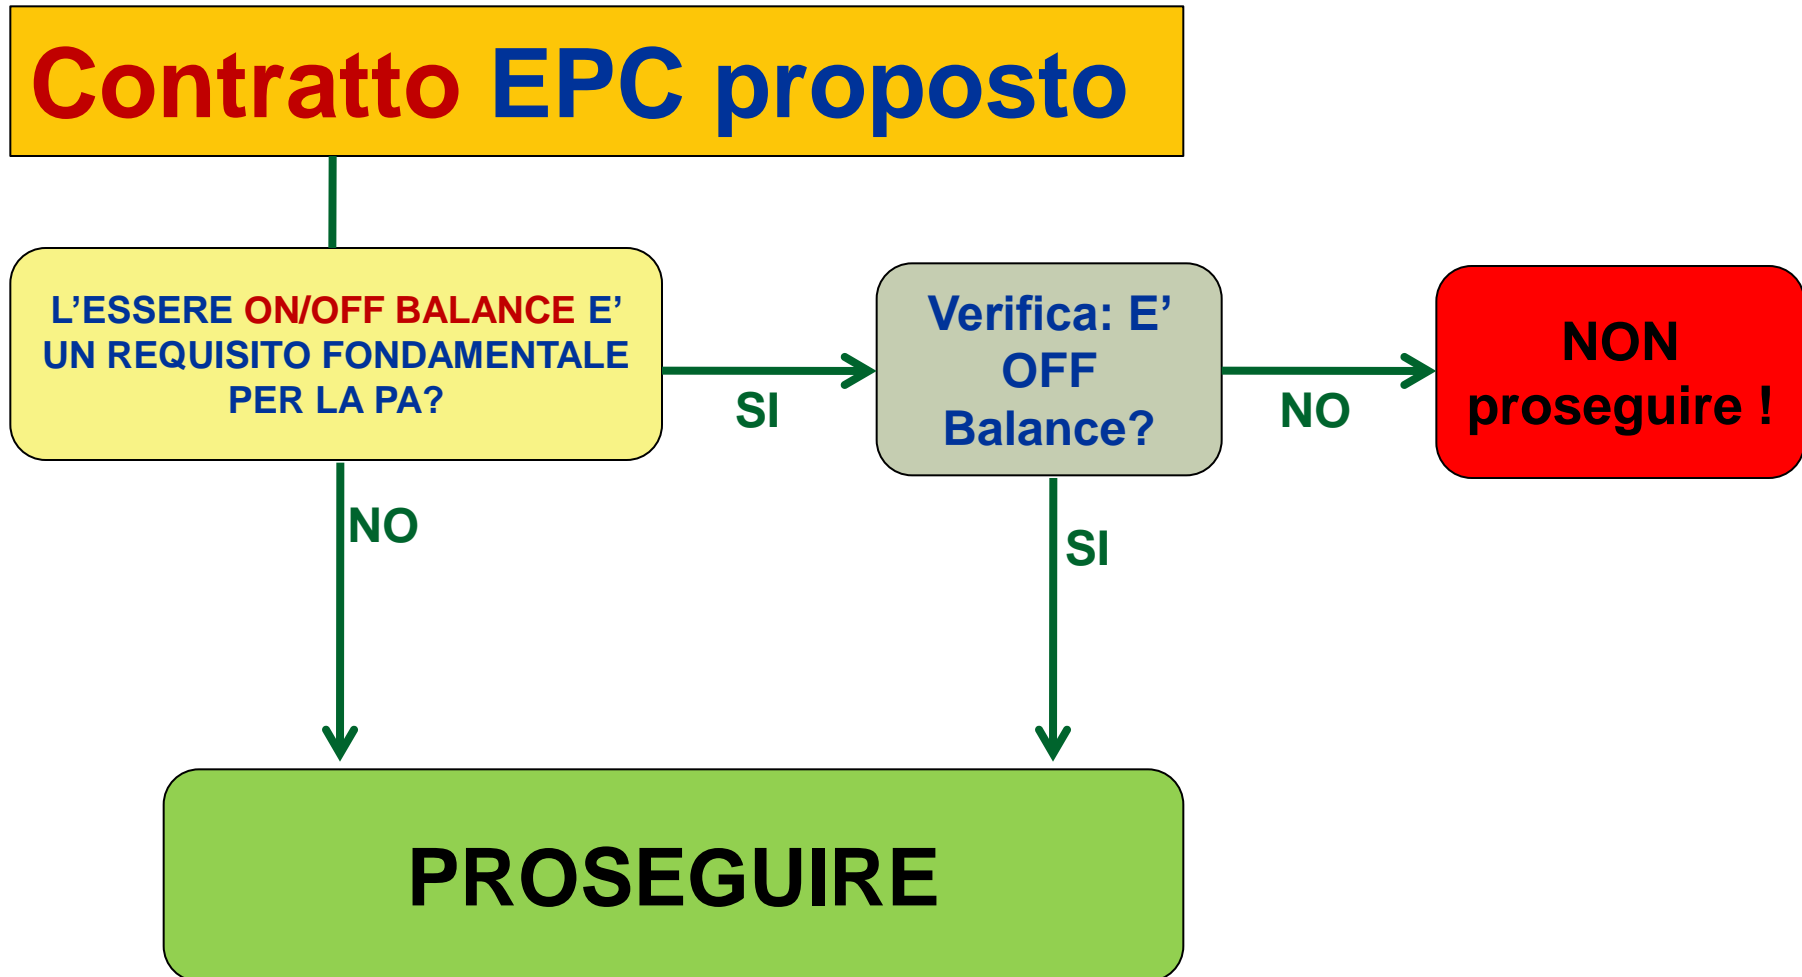 Contratto EPC proposto
L’ESSERE ON/OFF BALANCE E’
UN REQUISITO FONDAMENTALE
PER LA PA?
SI
Verifica: E’
OFF
Balance?
NO
NON
proseguire !
NO
SI
PROSEGUIRE